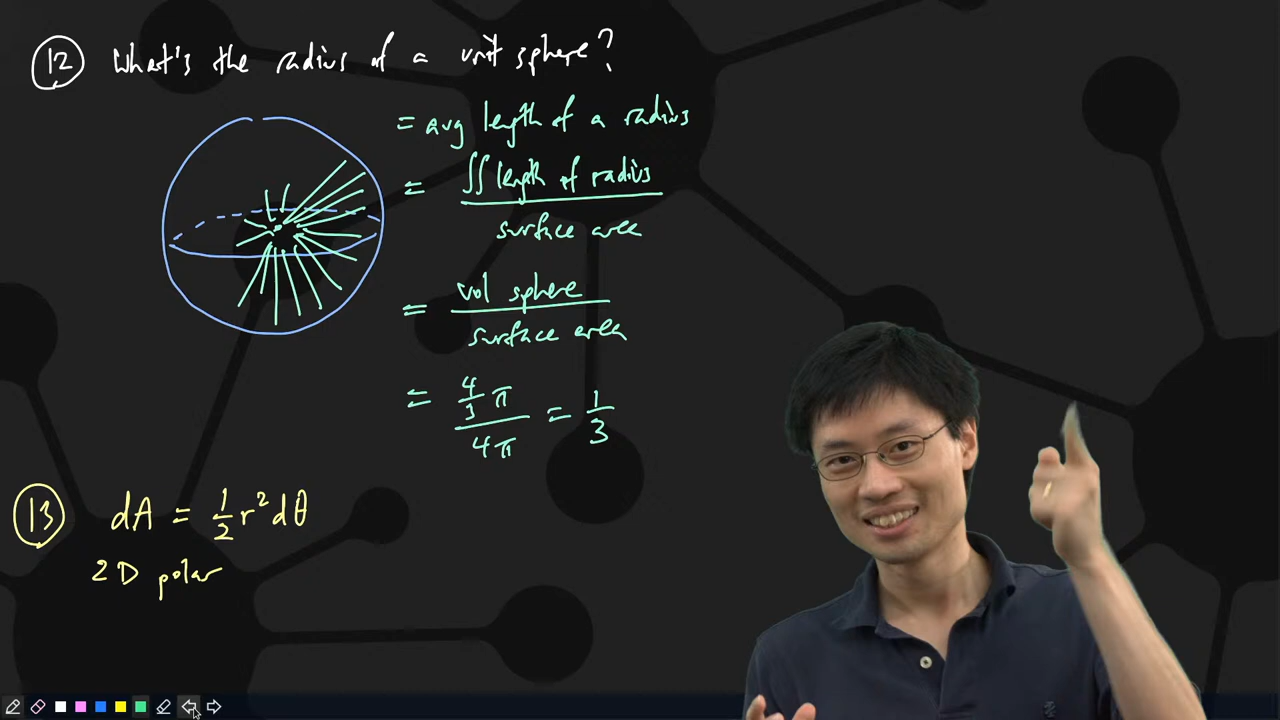 ⑫ What's the radius of a unit sphere?
= avg length of a radius
= ∬ length of radius / surface area
= vol sphere / surface area
= 4/3 π / 4π = 1/3
⑬ dA = 1/2 r² dθ
2D polar